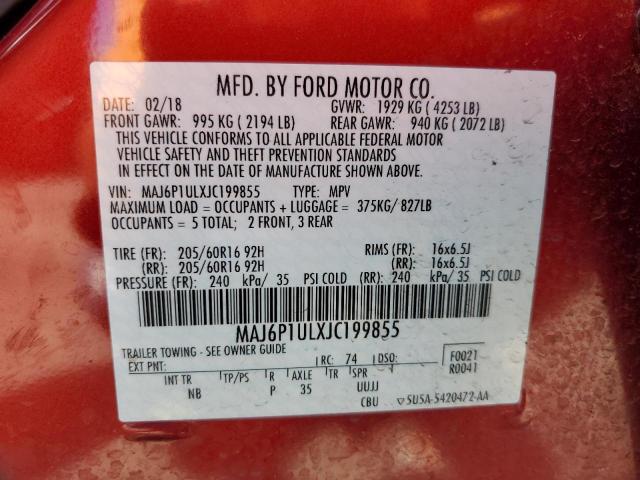 MFD. BY FORD MOTOR CO.
DATE: 02/18 GVWR: 1929 KG ( 4253 LB)
FRONT GAWR: 995 KG ( 2194 LB) REAR GAWR: 940 KG ( 2072 LB)
THIS VEHICLE CONFORMS TO ALL APPLICABLE FEDERAL MOTOR
VEHICLE SAFETY AND THEFT PREVENTION STANDARDS
IN EFFECT ON THE DATE OF MANUFACTURE SHOWN ABOVE.
VIN: MAJ6P1ULXJC199855 TYPE: MPV
MAXIMUM LOAD = OCCUPANTS + LUGGAGE = 375KG/ 827LB
OCCUPANTS = 5 TOTAL; 2 FRONT, 3 REAR
TIRE (FR): 205/60R16 92H RIMS (FR): 16x6.5J
(RR): 205/60R16 92H (RR): 16x6.5J
PRESSURE (FR): 240 kPa/ 35 PSI COLD (RR): 240 kPa/ 35 PSI COLD
MAJ6P1ULXJC199855
TRAILER TOWING - SEE OWNER GUIDE
EXT PNT: RC: 74 DSO: F0021
R0041
INT TR TP/PS R AXLE TR SPR
NB P 35 UUJJ
CBU 5U5A-5420472-AA